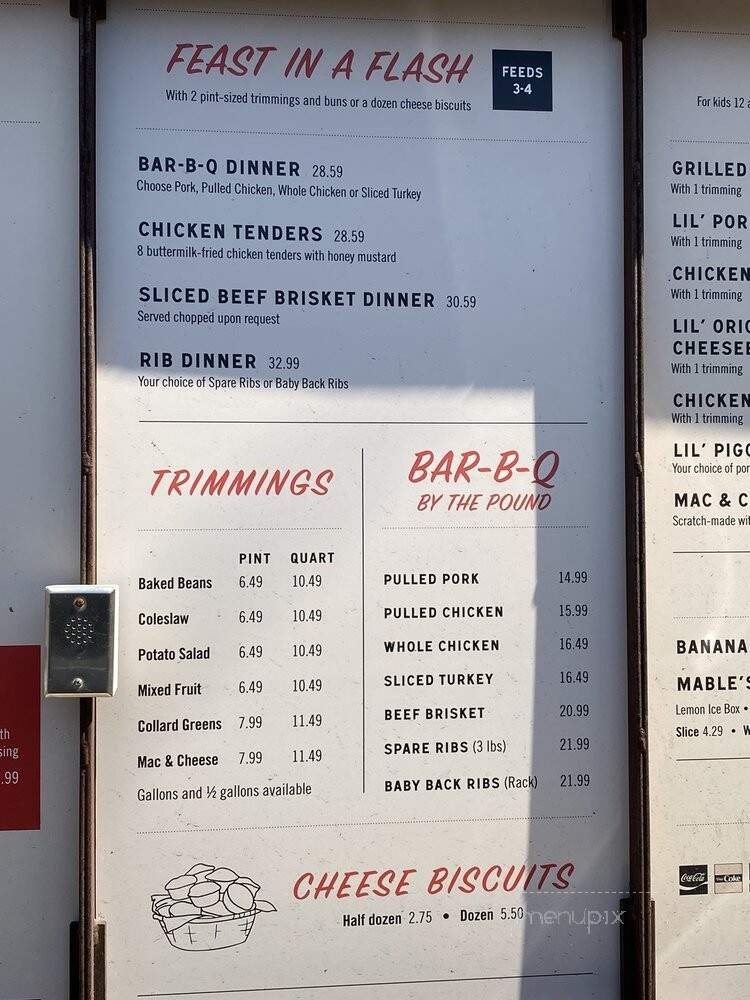 FEAST IN A FLASH
FEEDS
3-4
With 2 pint-sized trimmings and buns or a dozen cheese biscuits
BAR-B-Q DINNER 28.59
Choose Pork, Pulled Chicken, Whole Chicken or Sliced Turkey
CHICKEN TENDERS 28.59
8 buttermilk-fried chicken tenders with honey mustard
SLICED BEEF BRISKET DINNER 30.59
Served chopped upon request
RIB DINNER 32.99
Your choice of Spare Ribs or Baby Back Ribs
TRIMMINGS
PINT QUART
Baked Beans 6.49 10.49
Coleslaw 6.49 10.49
Potato Salad 6.49 10.49
Mixed Fruit 6.49 10.49
Collard Greens 7.99 11.49
Mac & Cheese 7.99 11.49
Gallons and ½ gallons available
BAR-B-Q
BY THE POUND
PULLED PORK 14.99
PULLED CHICKEN 15.99
WHOLE CHICKEN 16.49
SLICED TURKEY 16.49
BEEF BRISKET 20.99
SPARE RIBS (3 lbs) 21.99
BABY BACK RIBS (Rack) 21.99
CHEESE BISCUITS
Half dozen 2.75 • Dozen 5.50
menupix
th
sing
.99
For kids 12 a
GRILLED
With 1 trimming
LIL' POR
With 1 trimming
CHICKEN
With 1 trimming
LIL' ORIG
CHEESEB
With 1 trimming
CHICKEN
With 1 trimming
LIL' PIGG
Your choice of por
MAC & C
Scratch-made wit
BANANA
MABLE'S
Lemon Ice Box •
Slice 4.29 • W
Coca-Cola
Coke